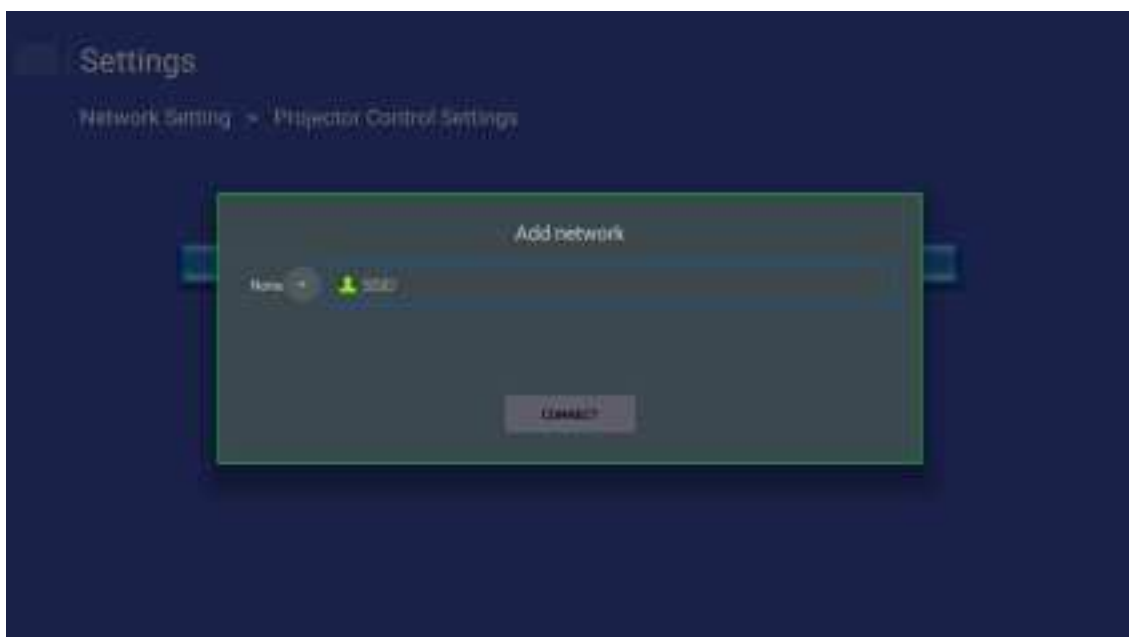 Settings
Network Setting > Projector Control Settings
Add network
None SSID
CONNECT